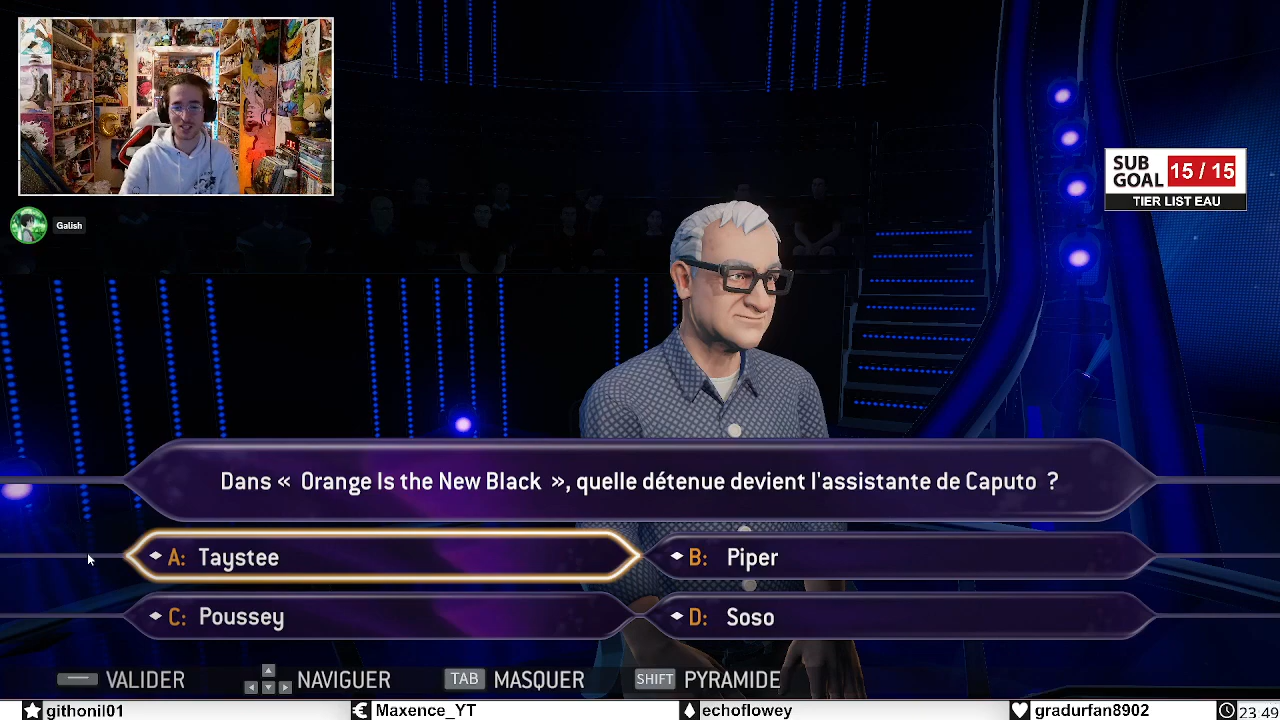 SUB GOAL 15 / 15
TIER LIST EAU
Galish
Dans « Orange Is the New Black », quelle détenue devient l'assistante de Caputo ?
A: Taystee
B: Piper
C: Poussey
D: Soso
VALIDER
NAVIGUER
TAB MASQUER
SHIFT PYRAMIDE
githonil01
Maxence_YT
echoflowey
gradurfan8902
23:49